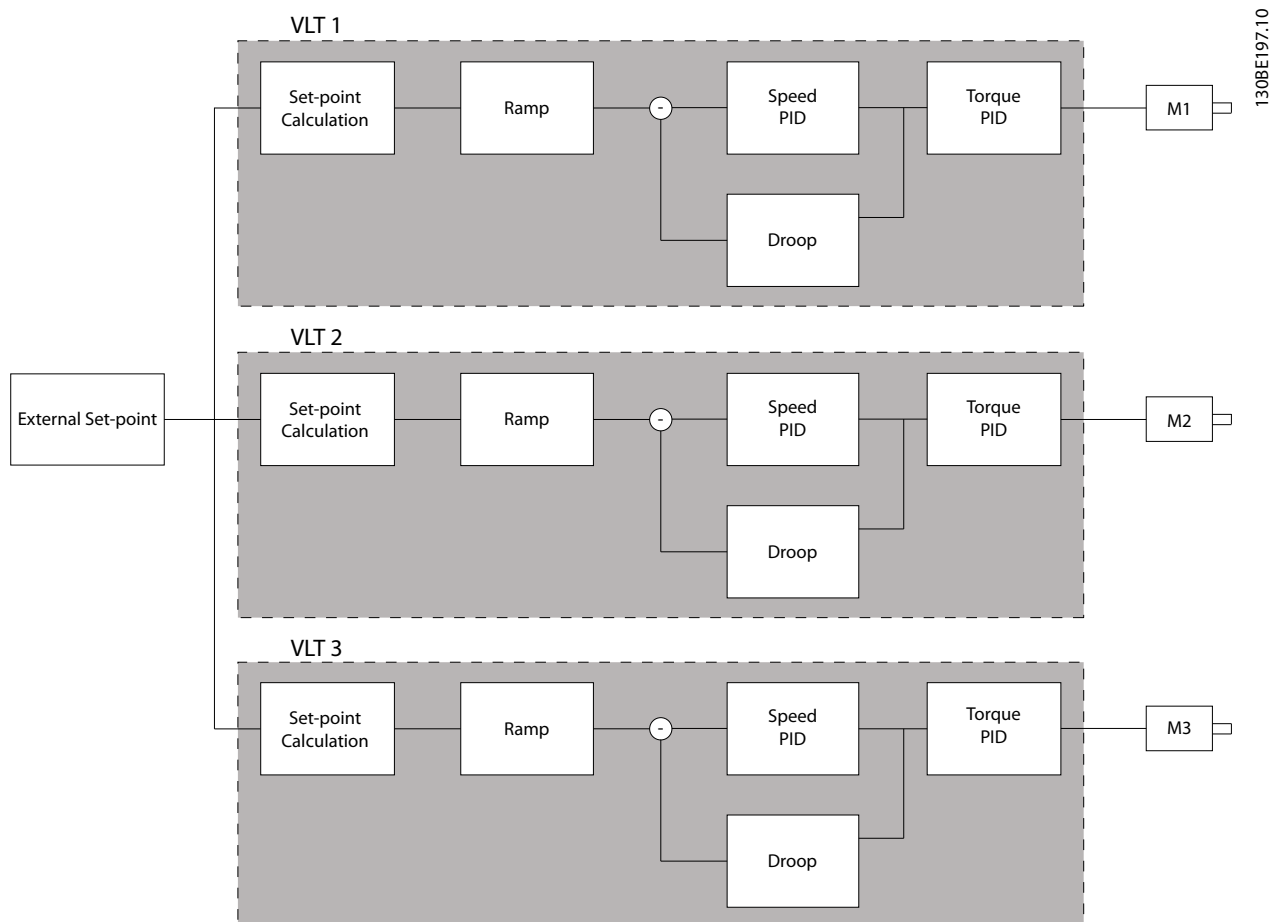 VLT 1
130BE197.10
Set-point
Calculation
Ramp
-
Speed
PID
Torque
PID
M1
Droop
VLT 2
External Set-point
Set-point
Calculation
Ramp
-
Speed
PID
Torque
PID
M2
Droop
VLT 3
Set-point
Calculation
Ramp
-
Speed
PID
Torque
PID
M3
Droop